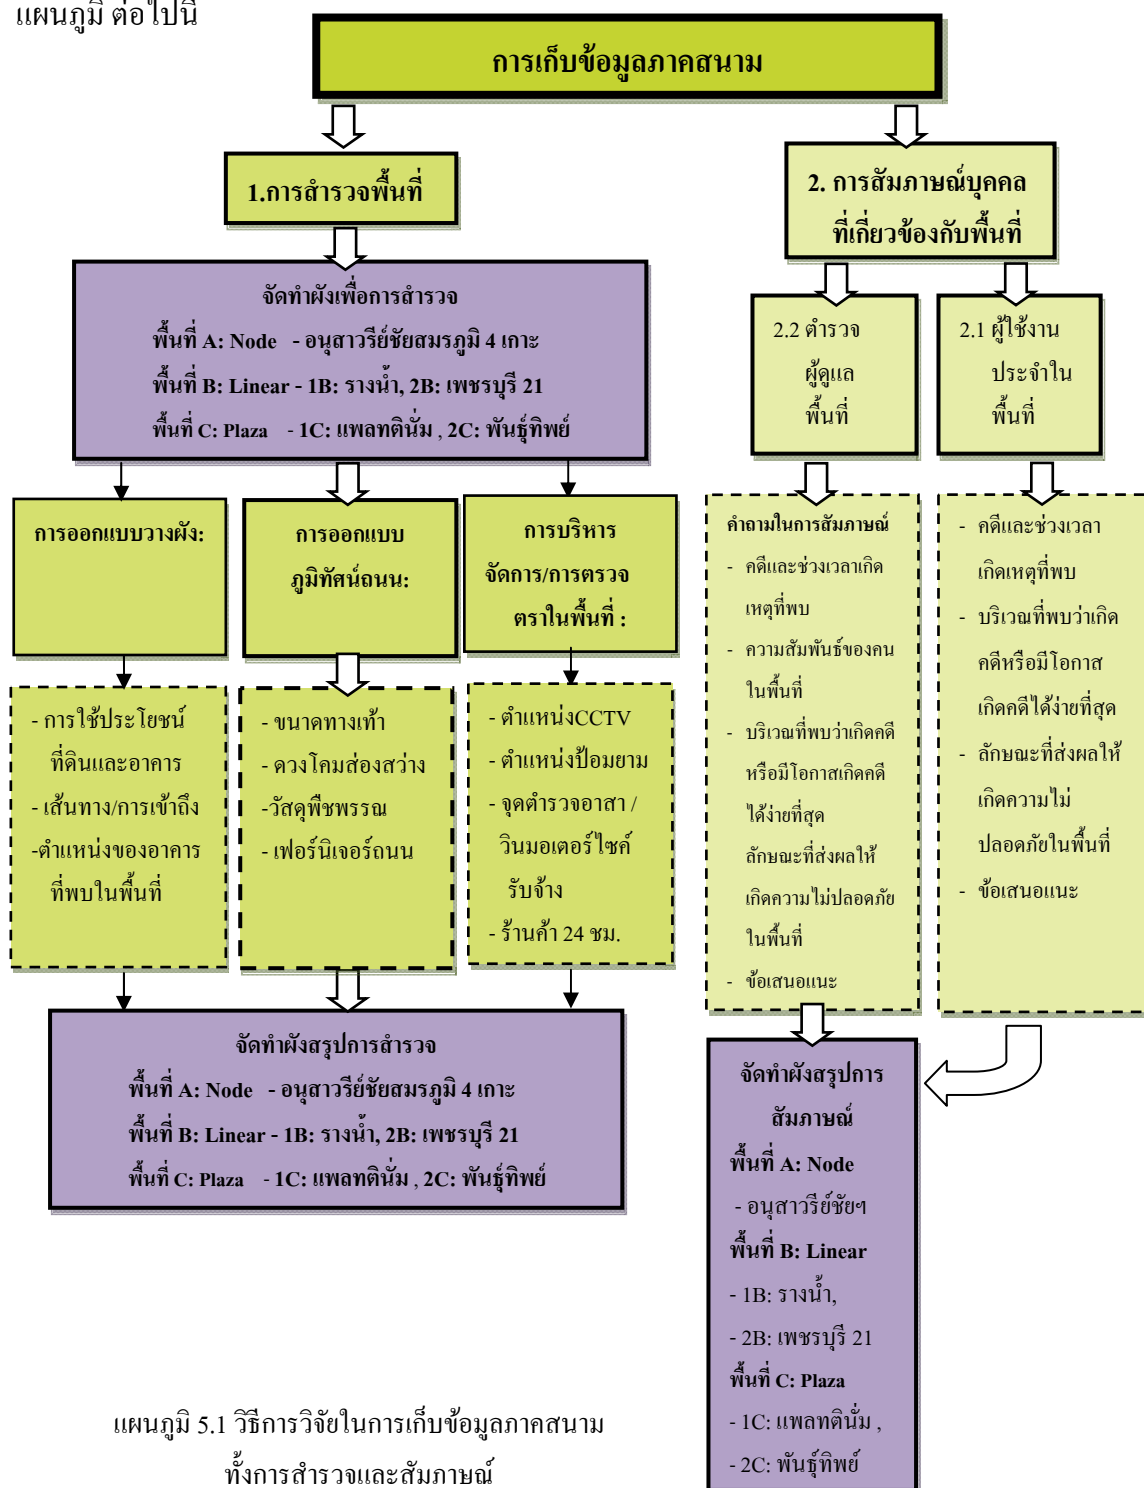 แผนภูมิ ต่อไปนี้
การเก็บข้อมูลภาคสนาม
1.การสำรวจพื้นที่
จัดทำผังเพื่อการสำรวจ
พื้นที่ A: Node - อนุสาวรีย์ชัยสมรภูมิ 4 เกาะ
พื้นที่ B: Linear - 1B: รางน้ำ, 2B: เพชรบุรี 21
พื้นที่ C: Plaza - 1C: แพลทตินั่ม , 2C: พันธุ์ทิพย์
การออกแบบวางผัง:
- การใช้ประโยชน์
ที่ดินและอาคาร
- เส้นทาง/การเข้าถึง
-ตำแหน่งของอาคาร
ที่พบในพื้นที่
การออกแบบ
ภูมิทัศน์ถนน:
- ขนาดทางเท้า
- ดวงโคมส่องสว่าง
-วัสดุพืชพรรณ
- เฟอร์นิเจอร์ถนน
การบริหาร
จัดการ/การตรวจ
ตราในพื้นที่ :
- ตำแหน่งCCTV
- ตำแหน่งป้อมยาม
- จุดตำรวจอาสา /
วินมอเตอร์ไซค์
รับจ้าง
- ร้านค้า 24 ชม.
จัดทำผังสรุปการสำรวจ
พื้นที่ A: Node - อนุสาวรีย์ชัยสมรภูมิ 4 เกาะ
พื้นที่ B: Linear - 1B: รางน้ำ, 2B: เพชรบุรี 21
พื้นที่ C: Plaza - 1C: แพลทตินั่ม , 2C: พันธุ์ทิพย์
2. การสัมภาษณ์บุคคล
ที่เกี่ยวข้องกับพื้นที่
2.2 ตำรวจ
ผู้ดูแล
พื้นที่
คำถามในการสัมภาษณ์
- คดีและช่วงเวลาเกิด
เหตุที่พบ
- ความสัมพันธ์ของคน
ในพื้นที่
- บริเวณที่พบว่าเกิดคดี
หรือมีโอกาสเกิดคดี
ได้ง่ายที่สุด
ลักษณะที่ส่งผลให้
เกิดความไม่ปลอดภัย
ในพื้นที่
- ข้อเสนอแนะ
2.1 ผู้ใช้งาน
ประจำใน
พื้นที่
- คดีและช่วงเวลา
เกิดเหตุที่พบ
- บริเวณที่พบว่าเกิด
คดีหรือมีโอกาส
เกิดคดีได้ง่ายที่สุด
- ลักษณะที่ส่งผลให้
เกิดความไม่
ปลอดภัยในพื้นที่
- ข้อเสนอแนะ
จัดทำผังสรุปการ
สัมภาษณ์
พื้นที่ A: Node
- อนุสาวรีย์ชัยฯ
พื้นที่ B: Linear
- 1B: รางน้ำ,
- 2B: เพชรบุรี 21
พื้นที่ C: Plaza
- 1C: แพลทตินั่ม ,
- 2C: พันธุ์ทิพย์
แผนภูมิ 5.1 วิธีการวิจัยในการเก็บข้อมูลภาคสนาม
ทั้งการสำรวจและสัมภาษณ์